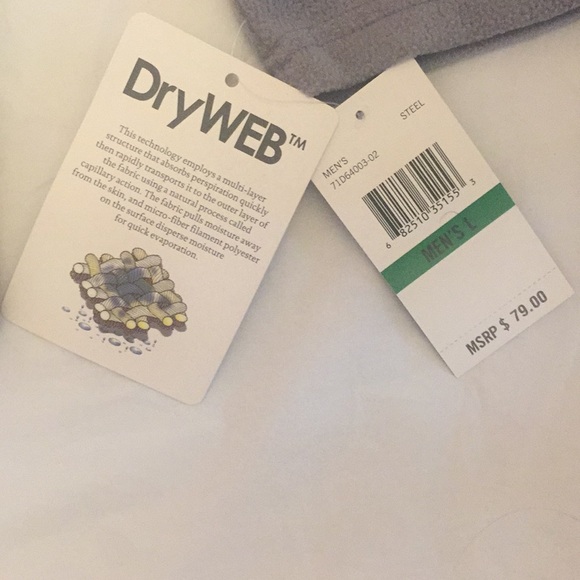 DryWEB™
This technology employs a multi-layer
structure that absorbs perspiration quickly
then rapidly transports it to the outer layer of
the fabric using a natural process called
capillary action. The fabric pulls moisture away
from the skin, and micro-fiber filament polyester
on the surface disperse moisture
for quick evaporation.
MEN'S
STEEL
71D64003-02
6 82510 35155 3
MEN'S L
MSRP $ 79.00